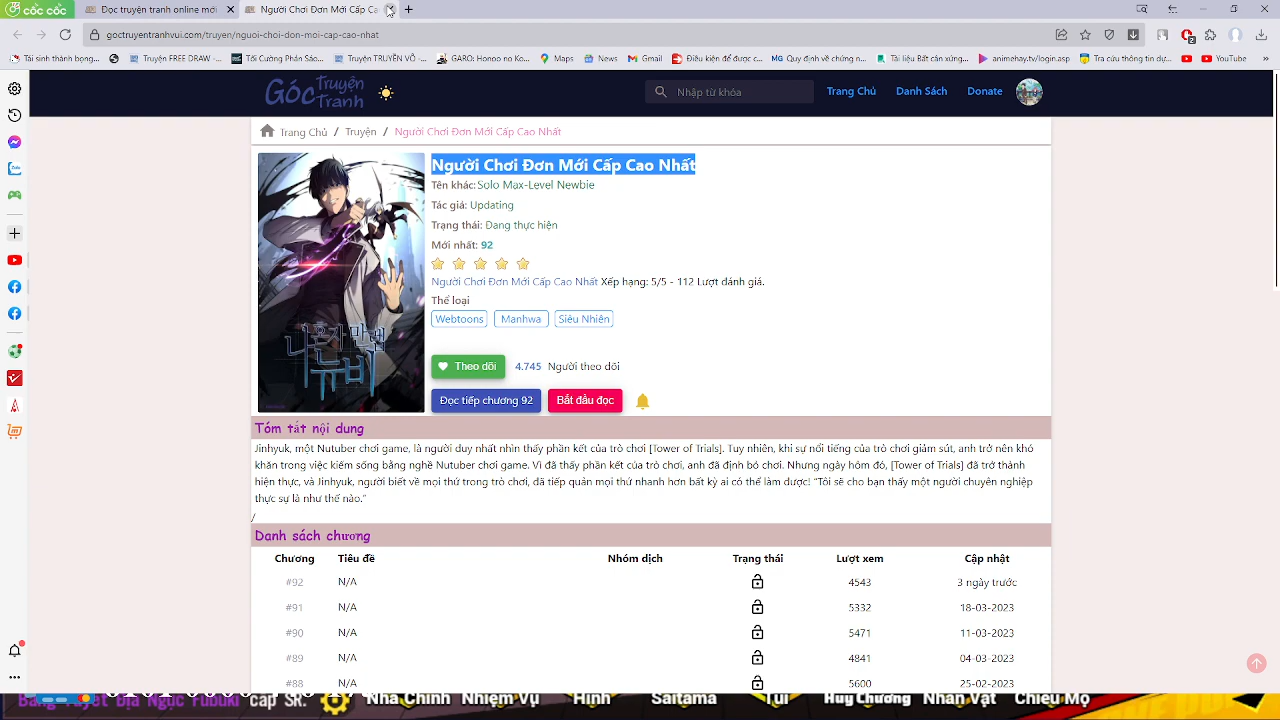 cốc cốc
Đọc truyện tranh online mới
Người Chơi Đơn Mới Cấp Ca
goctruyentranhvui.com/truyen/nguoi-choi-don-moi-cap-cao-nhat
Tái sinh thành bọng...
Truyện FREE DRAW -...
Tối Cường Phản Sáo...
Truyện TIÊN VÕ -...
GARO: Honoo no Ko...
Maps
News
Gmail
Điều kiện để được c...
Quy định về chứng n...
Tài liệu Bất cân xứng...
animehay.tv/login.asp
Tra cứu thông tin dụ...
YouTube
Góc Truyện Tranh
Nhập từ khóa
Trang Chủ
Danh Sách
Donate
Trang Chủ / Truyện / Người Chơi Đơn Mới Cấp Cao Nhất
Người Chơi Đơn Mới Cấp Cao Nhất
Tên khác: Solo Max-Level Newbie
Tác giả: Updating
Trạng thái: Đang thực hiện
Mới nhất: 92
Người Chơi Đơn Mới Cấp Cao Nhất Xếp hạng: 5/5 - 112 Lượt đánh giá.
Thể loại
Webtoons Manhwa Siêu Nhiên
나 혼자 만렙
뉴비
Theo dõi 4.745 Người theo dõi
Đọc tiếp chương 92 Bắt đầu đọc
Tóm tắt nội dung
Jinhyuk, một Nutuber chơi game, là người duy nhất nhìn thấy phần kết của trò chơi [Tower of Trials]. Tuy nhiên, khi sự nổi tiếng của trò chơi giảm sút, anh trở nên khó
khăn trong việc kiếm sống bằng nghề Nutuber chơi game. Vì đã thấy phần kết của trò chơi, anh đã định bỏ chơi. Nhưng ngày hôm đó, [Tower of Trials] đã trở thành
hiện thực, và Jinhyuk, người biết về mọi thứ trong trò chơi, đã tiếp quản mọi thứ nhanh hơn bất kỳ ai có thể làm được! “Tôi sẽ cho bạn thấy một người chuyên nghiệp
thực sự là như thế nào.”
/
Danh sách chương
Chương Tiêu đề Nhóm dịch Trạng thái Lượt xem Cập nhật
#92 N/A 4543 3 ngày trước
#91 N/A 5332 18-03-2023
#90 N/A 5471 11-03-2023
#89 N/A 4841 04-03-2023
#88 N/A 5600 25-02-2023
cấp SR. Nhà Chính Nhiệm Vụ Hình Saitama Túi Huy Chương Nhân Vật Chiêu Mộ